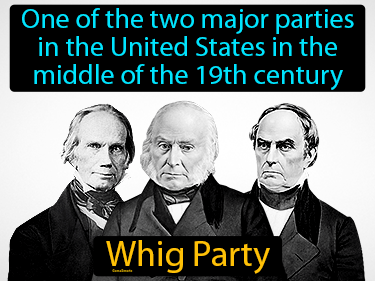 One of the two major parties
in the United States in the
middle of the 19th century
Whig Party